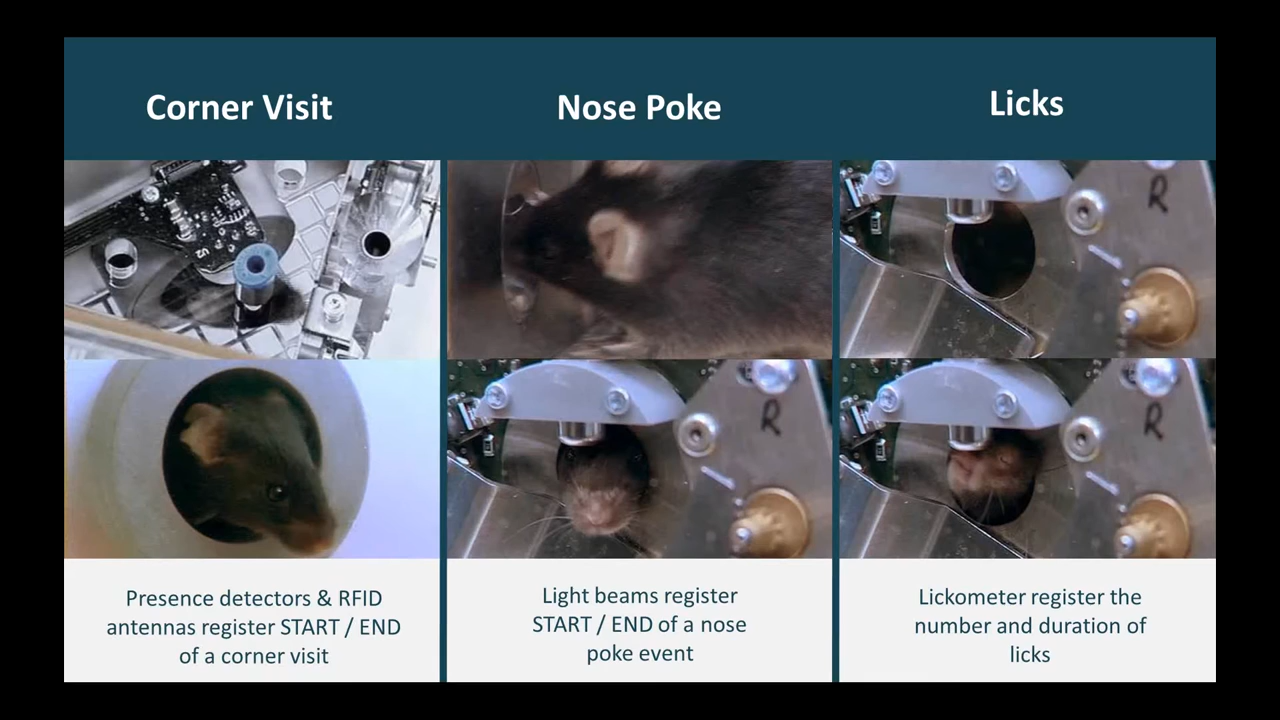 Corner Visit
Nose Poke
Licks
R
R
R
Presence detectors & RFID
antennas register START / END
of a corner visit
Light beams register
START / END of a nose
poke event
Lickometer register the
number and duration of
licks